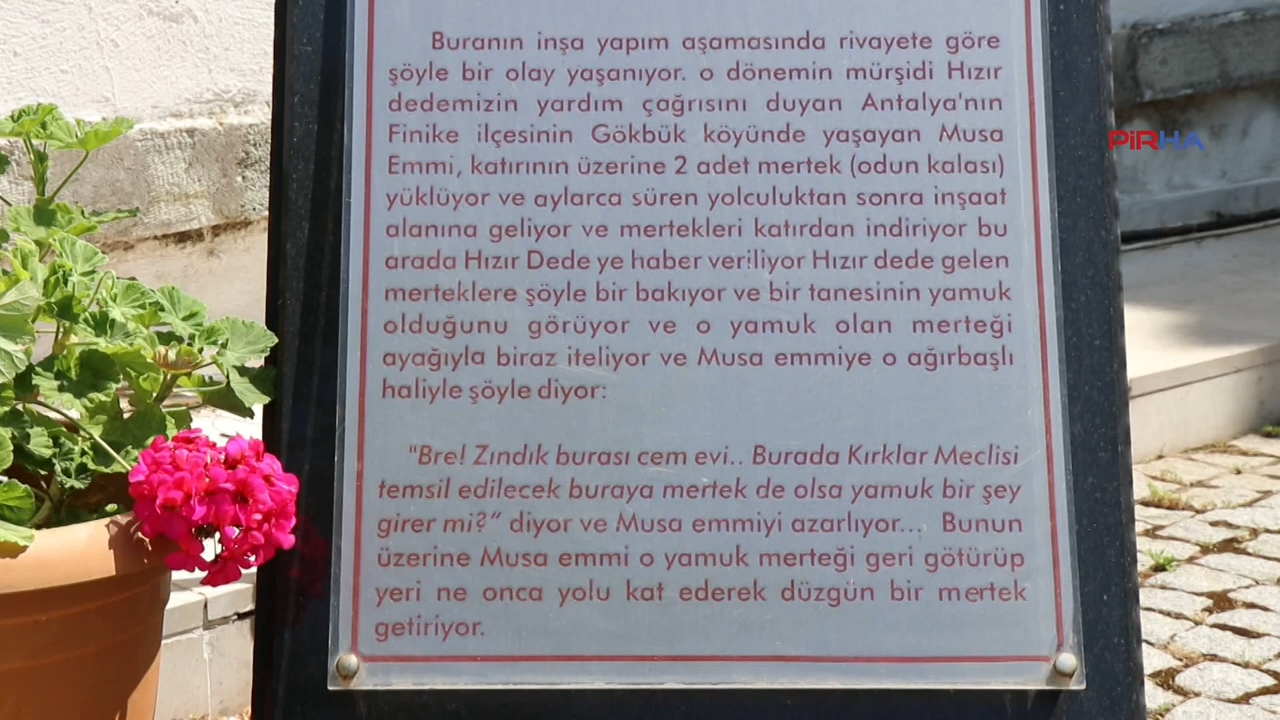 Buranın inşa yapım aşamasında rivayete göre
şöyle bir olay yaşanıyor. o dönemin mürşidi Hızır
dedemizin yardım çağrısını duyan Antalya'nın
Finike ilçesinin Gökbük köyünde yaşayan Musa
Emmi, katırının üzerine 2 adet mertek (odun kalası)
yüklüyor ve aylarca süren yolculuktan sonra inşaat
alanına geliyor ve mertekleri katırdan indiriyor bu
arada Hızır Dede ye haber veriliyor Hızır dede gelen
merteklere şöyle bir bakıyor ve bir tanesinin yamuk
olduğunu görüyor ve o yamuk olan merteği
ayağıyla biraz iteliyor ve Musa emmiye o ağırbaşlı
haliyle şöyle diyor:
"Bre! Zındık burası cem evi.. Burada Kırklar Meclisi
temsil edilecek buraya mertek de olsa yamuk bir şey
girer mi?" diyor ve Musa emmiyi azarlıyor... Bunun
üzerine Musa emmi o yamuk merteği geri götürüp
yeri ne onca yolu kat ederek düzgün bir mertek
getiriyor.
PİRHA